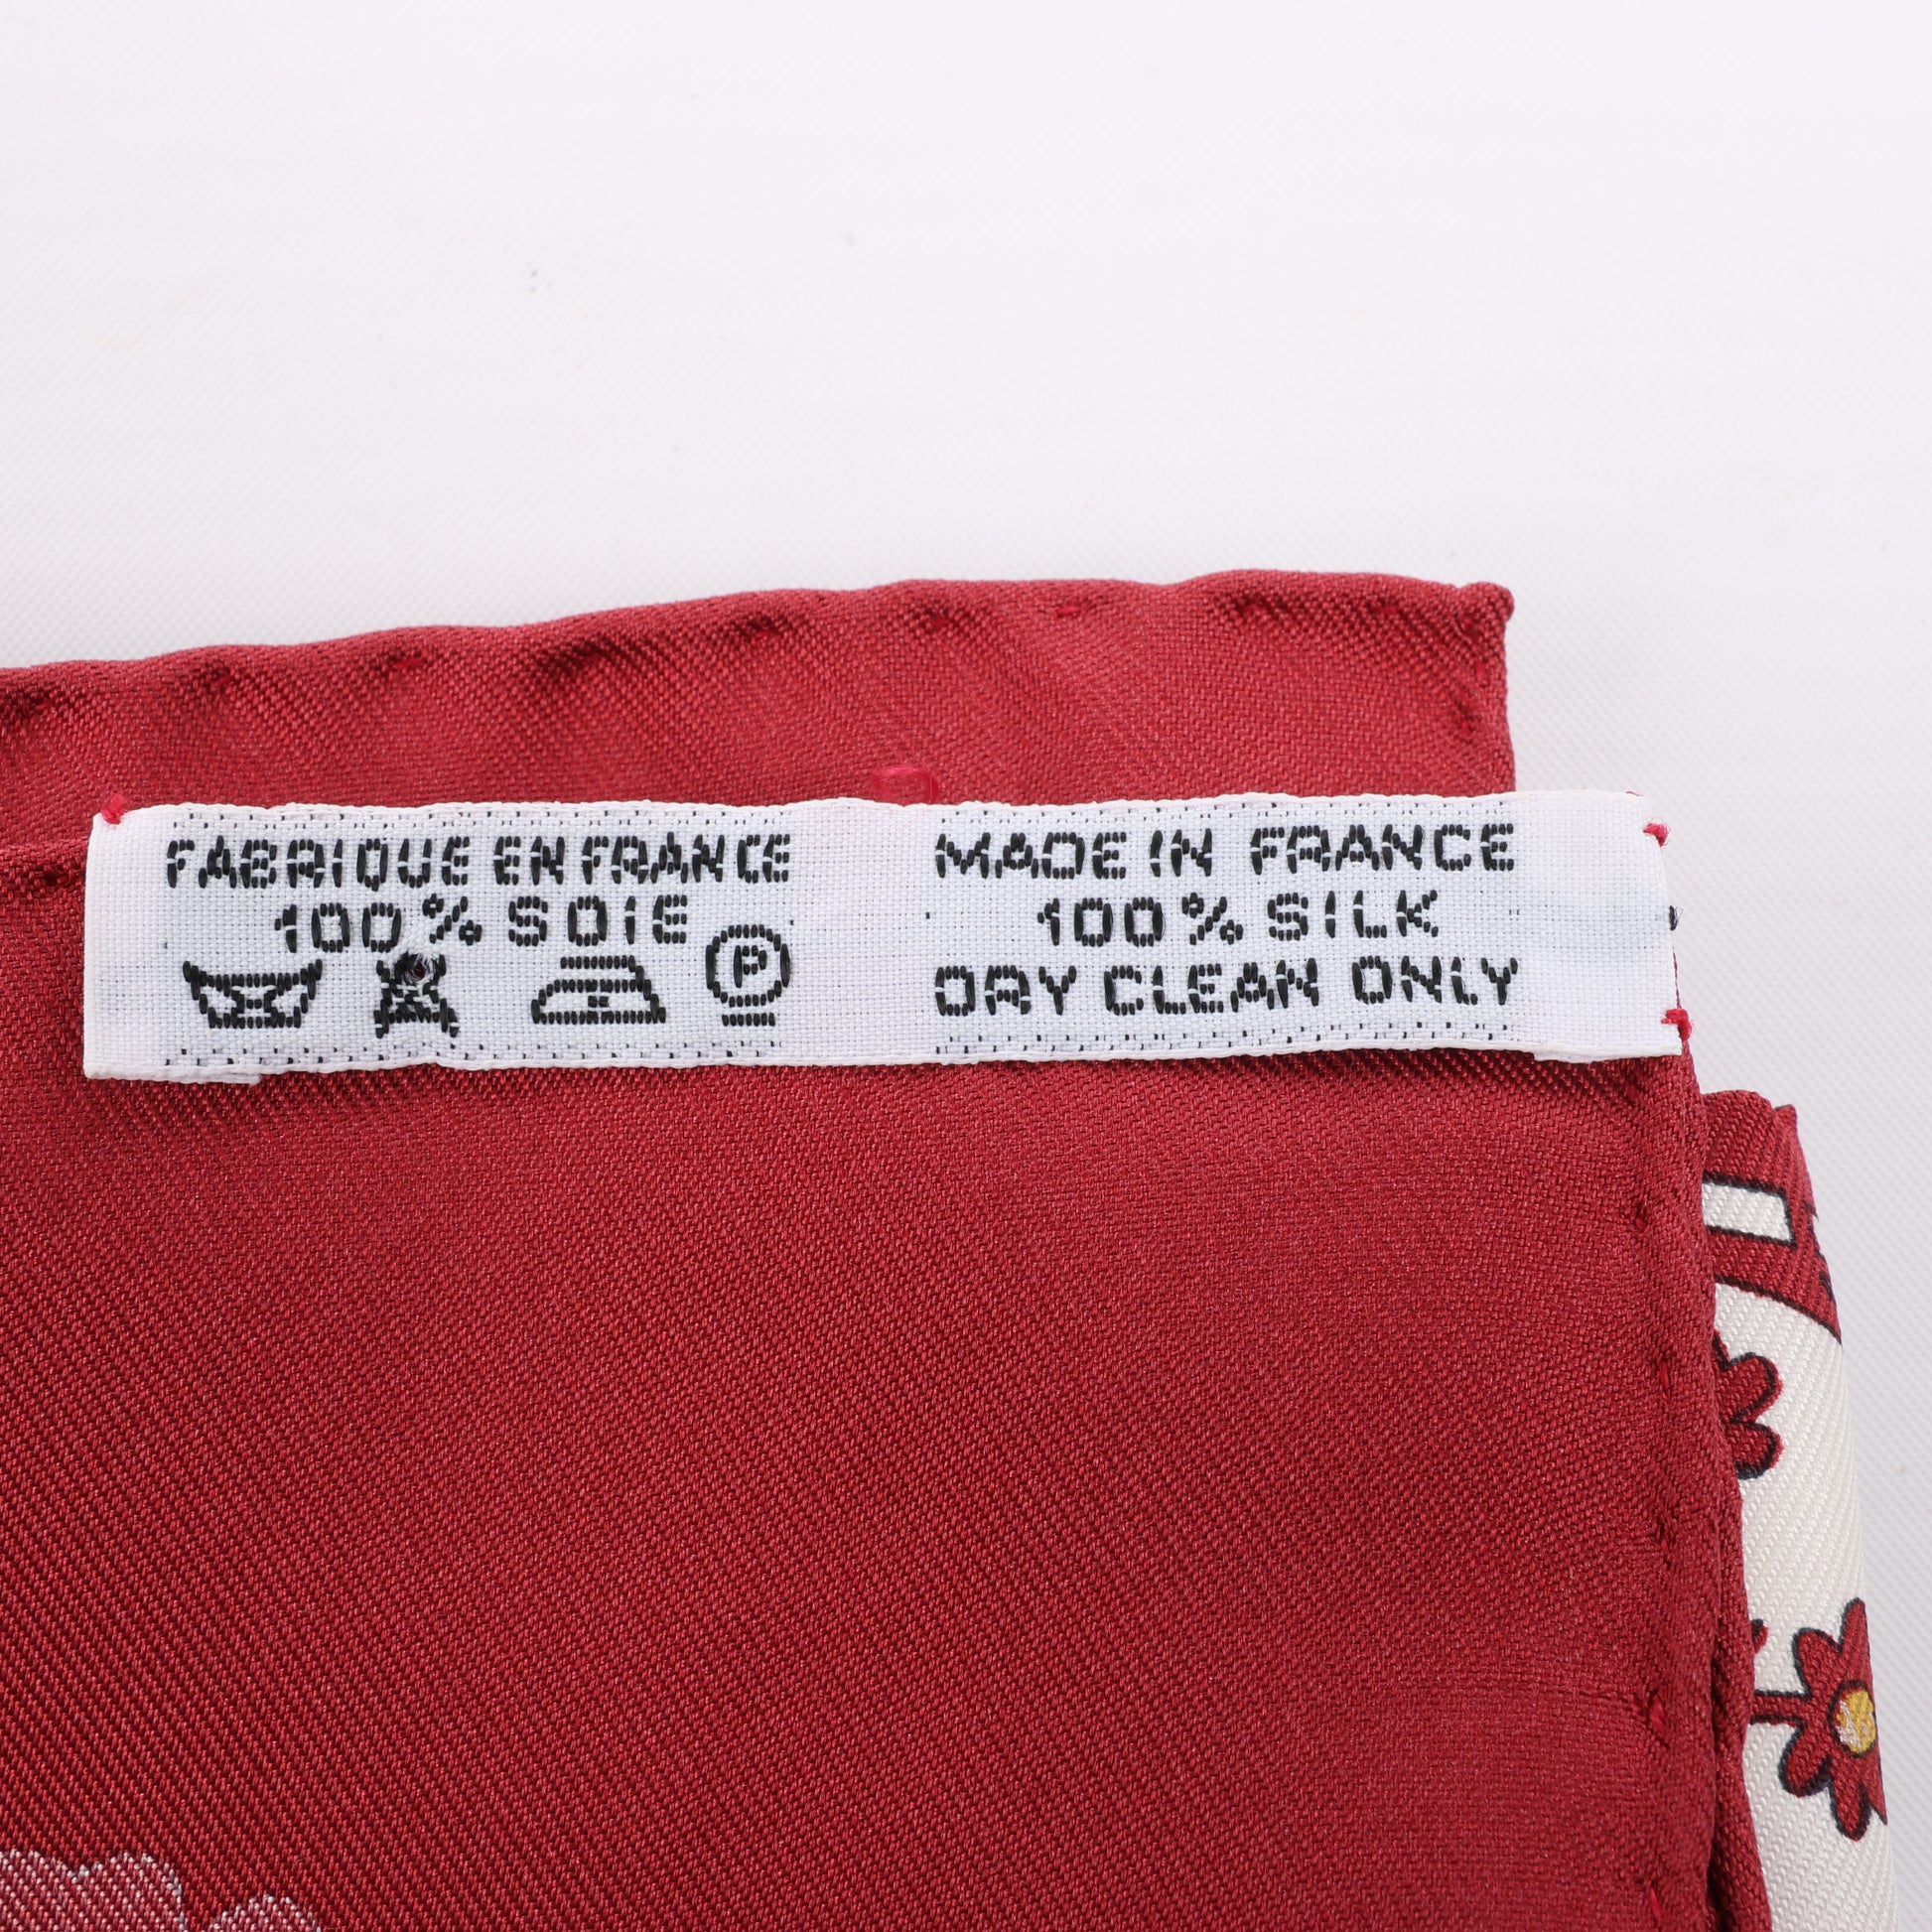 FABRIQUE EN FRANCE
100% SOIE
P
MADE IN FRANCE
100% SILK
DRY CLEAN ONLY